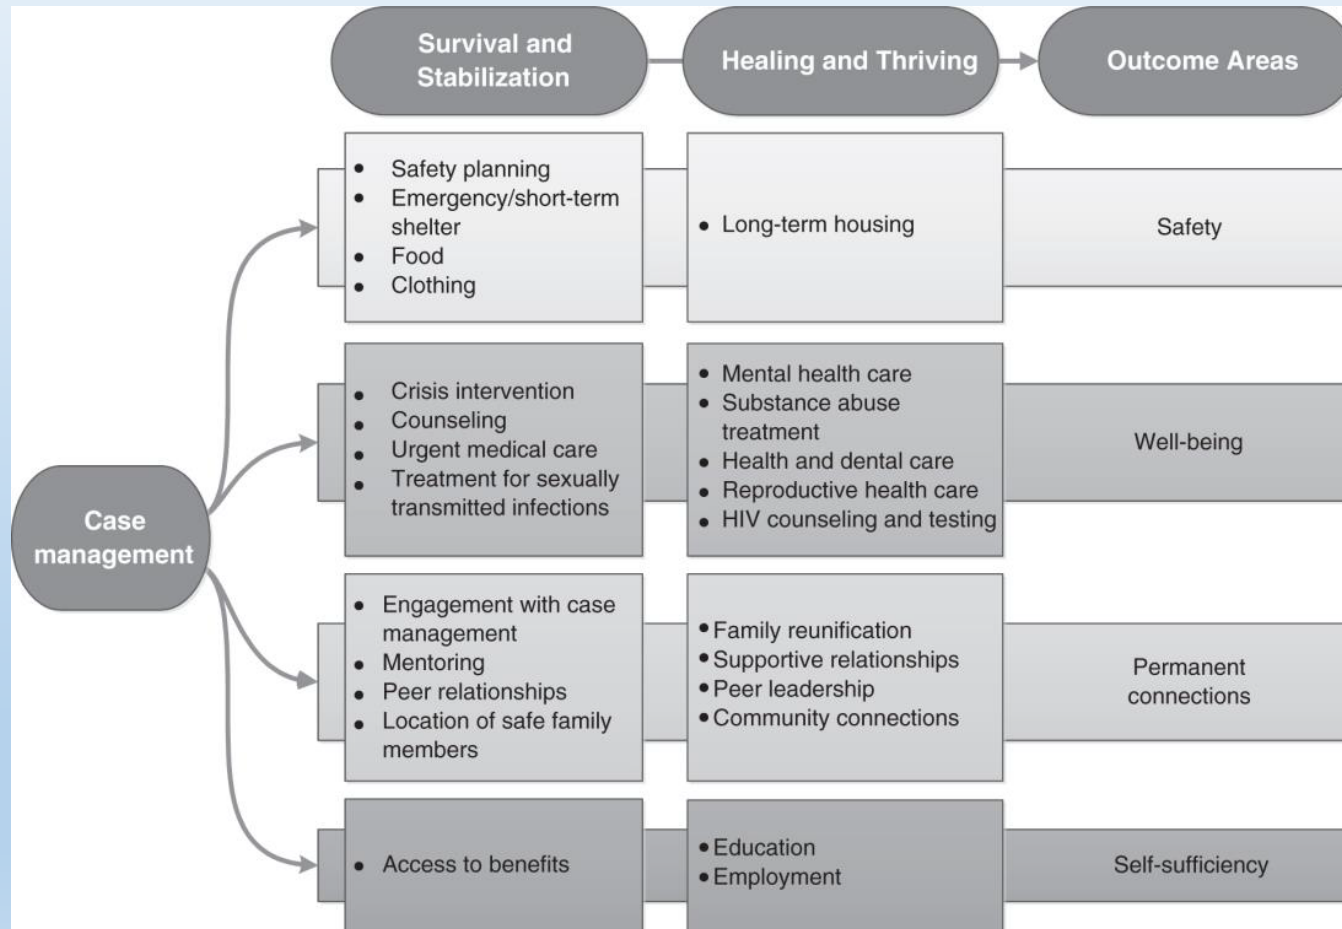 Survival and
Stabilization
Healing and Thriving
Outcome Areas
• Safety planning
• Emergency/short-term
shelter
• Food
• Clothing
• Long-term housing
Safety
• Crisis intervention
• Counseling
• Urgent medical care
• Treatment for sexually
transmitted infections
• Mental health care
• Substance abuse
treatment
• Health and dental care
• Reproductive health care
• HIV counseling and testing
Well-being
Case
management
• Engagement with case
management
• Mentoring
• Peer relationships
• Location of safe family
members
• Family reunification
• Supportive relationships
• Peer leadership
• Community connections
Permanent
connections
• Access to benefits
• Education
• Employment
Self-sufficiency